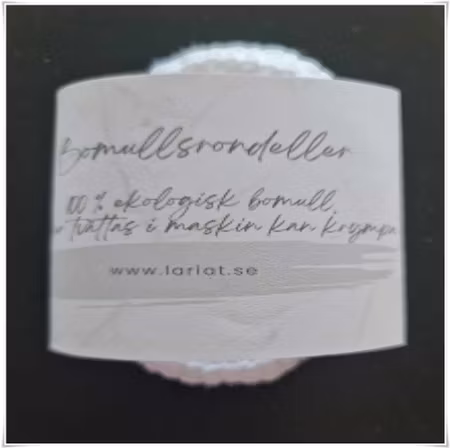 Bomullsrondeller
100 % ekologisk bomull,
tvättas i maskin kan krympa
www.lariat.se